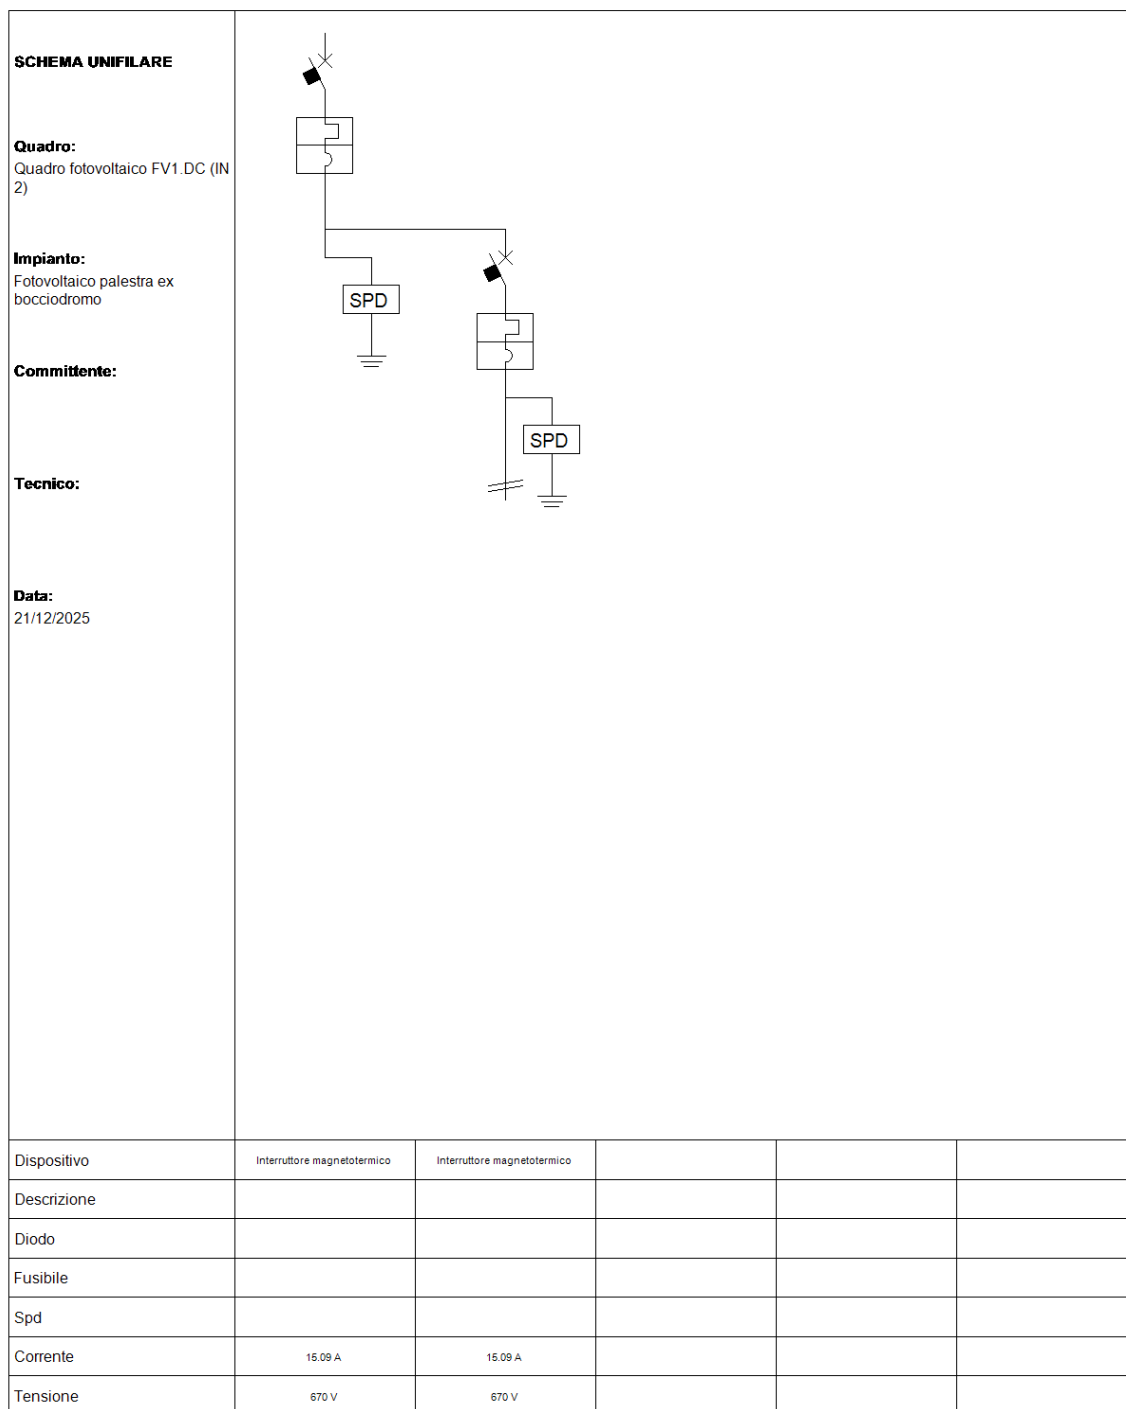 SCHEMA UNIFILARE
Quadro:
Quadro fotovoltaico FV1.DC (IN
2)
Impianto:
Fotovoltaico palestra ex
bocciodromo
Committente:
Tecnico:
Data:
21/12/2025
SPD
SPD
Dispositivo Interruttore magnetotermico Interruttore magnetotermico
Descrizione
Diodo
Fusibile
Spd
Corrente 15.09 A 15.09 A
Tensione 670 V 670 V